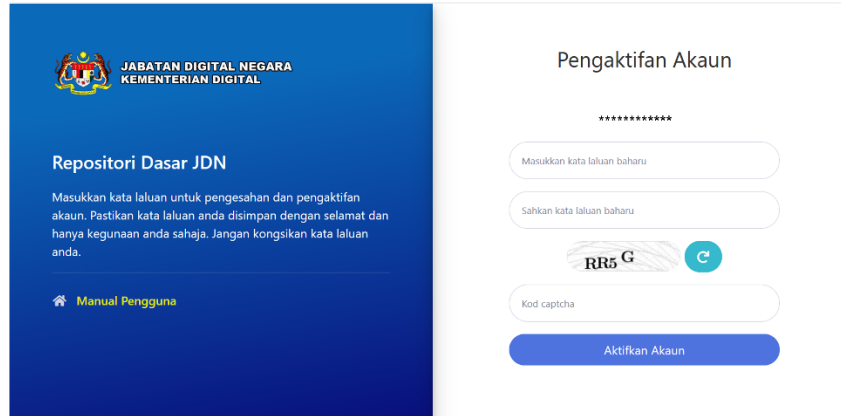 JABATAN DIGITAL NEGARA
KEMENTERIAN DIGITAL
Repositori Dasar JDN
Masukkan kata laluan untuk pengesahan dan pengaktifan
akaun. Pastikan kata laluan anda disimpan dengan selamat dan
hanya kegunaan anda sahaja. Jangan kongsikan kata laluan
anda.
Manual Pengguna
Pengaktifan Akaun
************
Masukkan kata laluan baharu
Sahkan kata laluan baharu
RR5 G
Kod captcha
Aktifkan Akaun